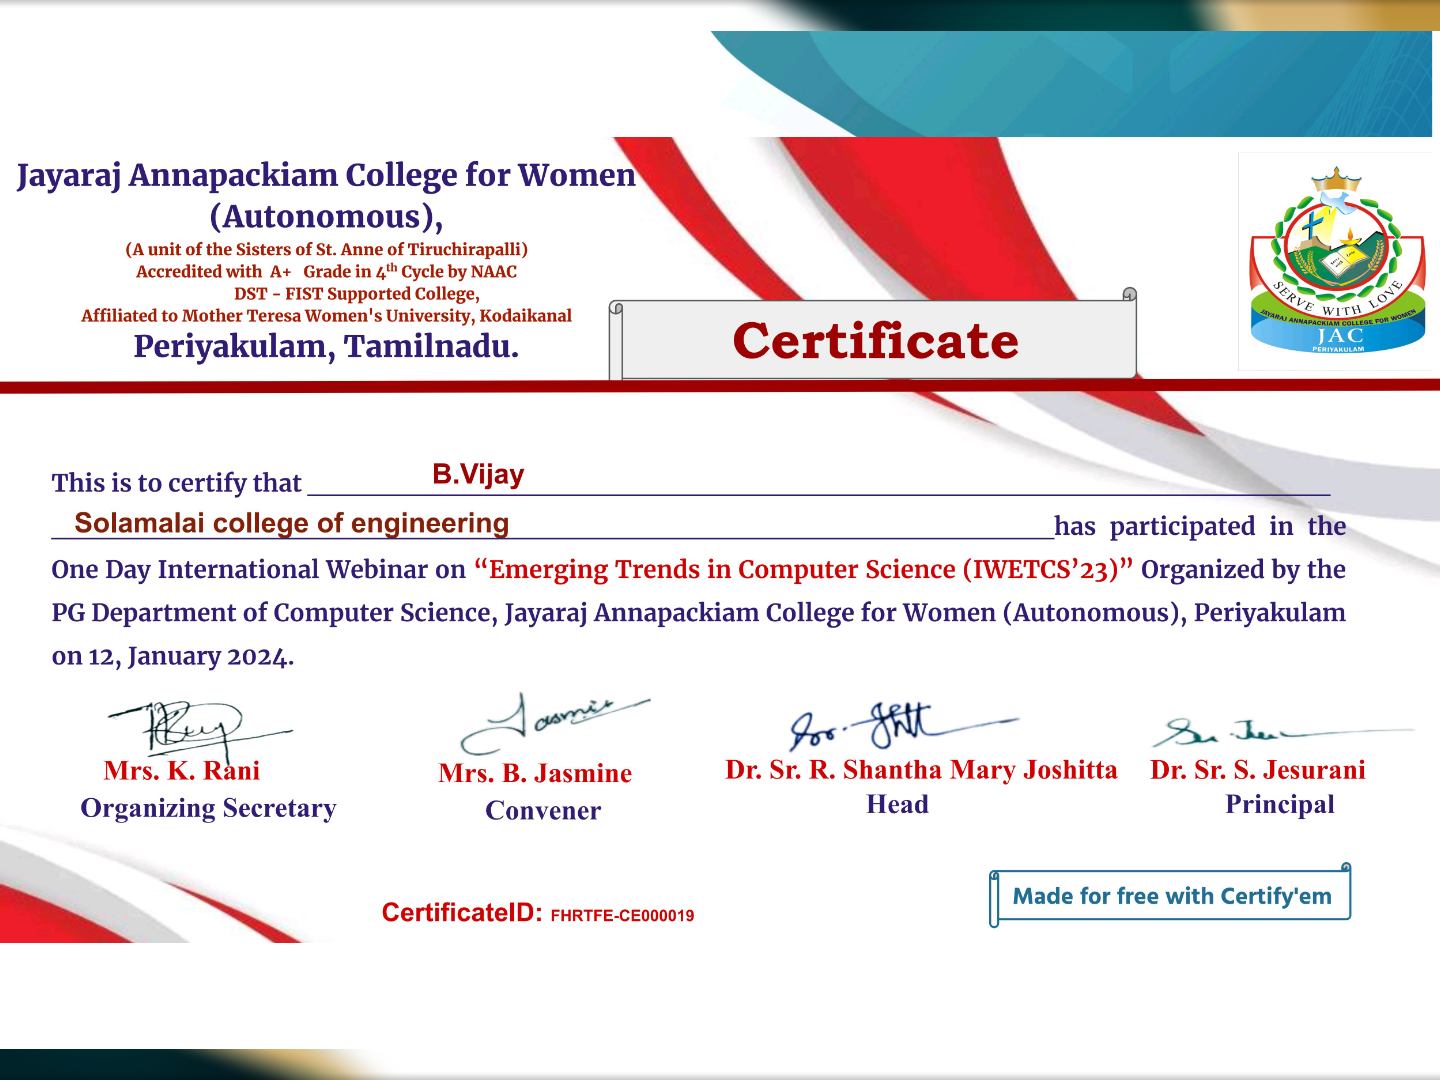 Jayaraj Annapackiam College for Women
(Autonomous),
(A unit of the Sisters of St. Anne of Tiruchirapalli)
Accredited with A+ Grade in 4th Cycle by NAAC
DST - FIST Supported College,
Affiliated to Mother Teresa Women's University, Kodaikanal
Periyakulam, Tamilnadu.
Certificate
SERVE WITH LOVE
JAYARAJ ANNAPACKIAM COLLEGE FOR WOMEN
JAC
PERIYAKULAM
This is to certify that B.Vijay
Solamalai college of engineering has participated in the
One Day International Webinar on “Emerging Trends in Computer Science (IWETCS’23)” Organized by the
PG Department of Computer Science, Jayaraj Annapackiam College for Women (Autonomous), Periyakulam
on 12, January 2024.
Mrs. K. Rani
Organizing Secretary
Jasmin
Mrs. B. Jasmine
Convener
Dr. Sr. R. Shantha Mary Joshitta
Head
Dr. Sr. S. Jesurani
Principal
CertificateID: FHRTFE-CE000019
Made for free with Certify'em